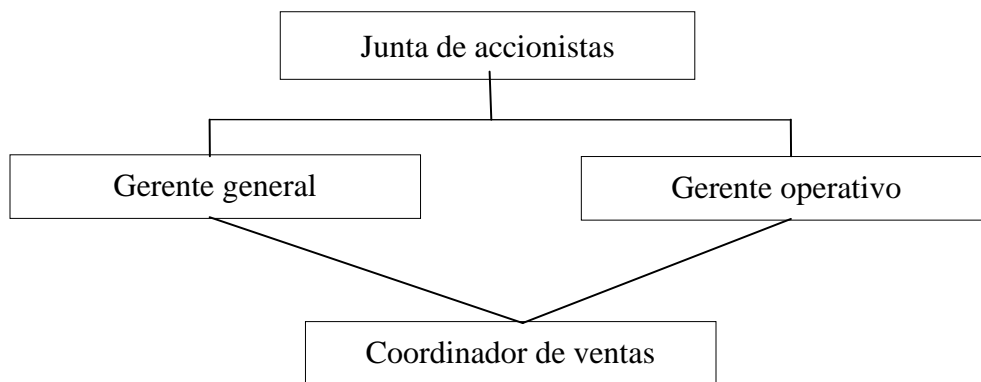 Junta de accionistas
Gerente general
Gerente operativo
Coordinador de ventas